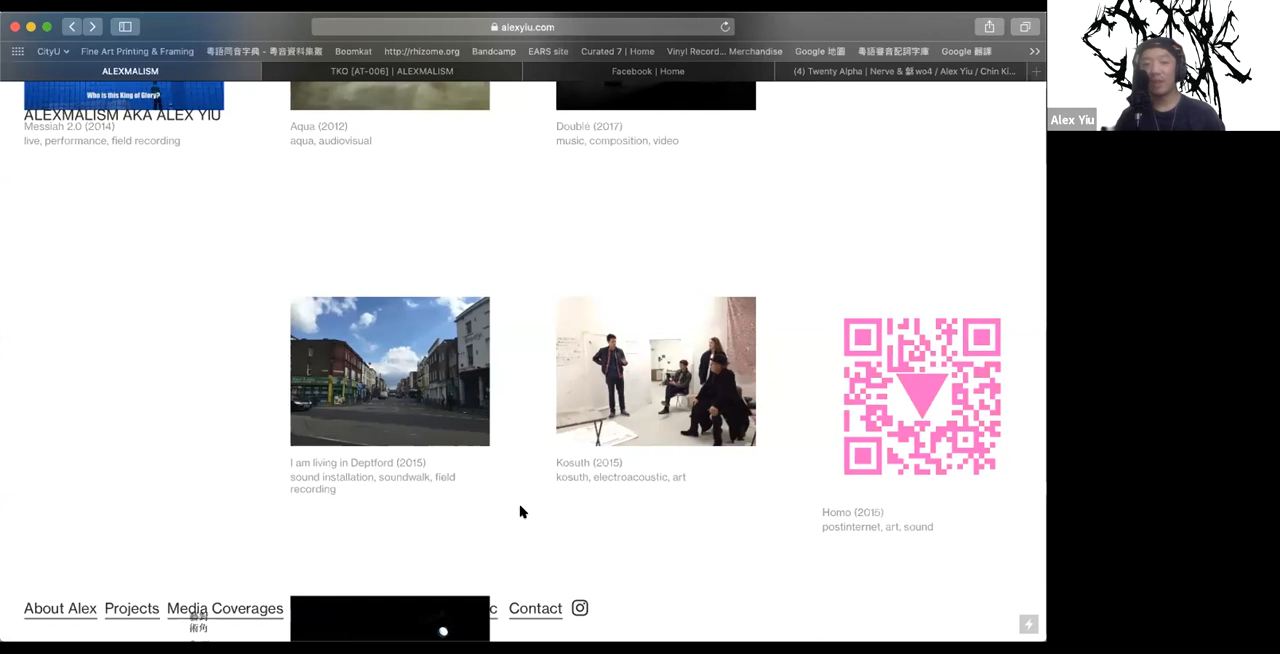 alexyiu.com
CityU
Fine Art Printing & Framing
粵語同音字典 - 粵音資料集叢
Boomkat
http://rhizome.org
Bandcamp
EARS site
Curated 7 | Home
Vinyl Record... Merchandise
Google 地圖
粵語審音配詞字庫
Google 翻譯
ALEXMALISM
TKO [AT-006] | ALEXMALISM
Facebook | Home
(4) Twenty Alpha | Nerve & 龢 wo4 / Alex Yiu / Chin Ki...
Alex Yiu
Who is this King of Glory?
ALEXMALISM AKA ALEX YIU
Messiah 2.0 (2014)
live, performance, field recording
Aqua (2012)
aqua, audiovisual
Doublé (2017)
music, composition, video
I am living in Deptford (2015)
sound installation, soundwalk, field
recording
Kosuth (2015)
kosuth, electroacoustic, art
Homo (2015)
postinternet, art, sound
About Alex Projects Media Coverages
Contact